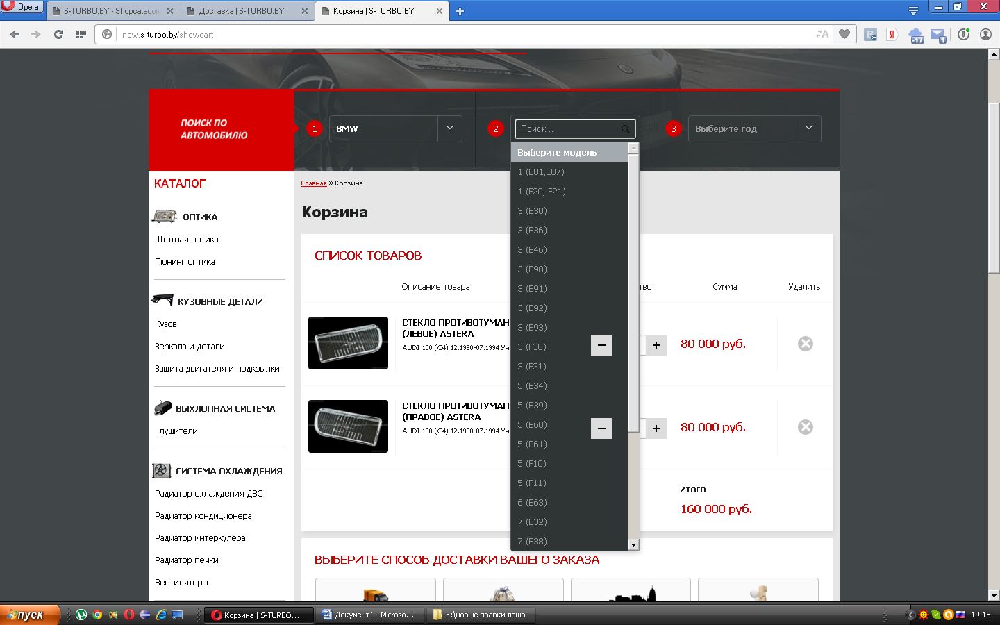 Opera
S-TURBO.BY - Shopcatego
Доставка | S-TURBO.BY
Корзина | S-TURBO.BY
new.s-turbo.by/showcart
ПОИСК ПО
АВТОМОБИЛЮ
1
BMW
2
Поиск...
3
Выберите год
Выберите модель
1 (E81,E87)
1 (F20, F21)
3 (E30)
3 (E36)
3 (E46)
3 (E90)
3 (E91)
3 (E92)
3 (E93)
3 (F30)
3 (F31)
5 (E34)
5 (E39)
5 (E60)
5 (E61)
5 (F10)
5 (F11)
6 (E63)
7 (E32)
7 (E38)
КАТАЛОГ
ОПТИКА
Штатная оптика
Тюнинг оптика
КУЗОВНЫЕ ДЕТАЛИ
Кузов
Зеркала и детали
Защита двигателя и подкрылки
ВЫХЛОПНАЯ СИСТЕМА
Глушители
СИСТЕМА ОХЛАЖДЕНИЯ
Радиатор охлаждения ДВС
Радиатор кондиционера
Радиатор интеркулера
Радиатор печки
Вентиляторы
Главная » Корзина
Корзина
СПИСОК ТОВАРОВ
Описание товара
тво
Сумма
Удалить
СТЕКЛО ПРОТИВОТУМАН
(ЛЕВОЕ) ASTERA
AUDI 100 (C4) 12.1990-07.1994 Ун
− +
80 000 руб.
СТЕКЛО ПРОТИВОТУМАН
(ПРАВОЕ) ASTERA
AUDI 100 (C4) 12.1990-07.1994 Ун
− +
80 000 руб.
Итого
160 000 руб.
ВЫБЕРИТЕ СПОСОБ ДОСТАВКИ ВАШЕГО ЗАКАЗА
пуск
Корзина | S-TURBO....
Документ1 - Microso...
E:\новые правки леша
19:18